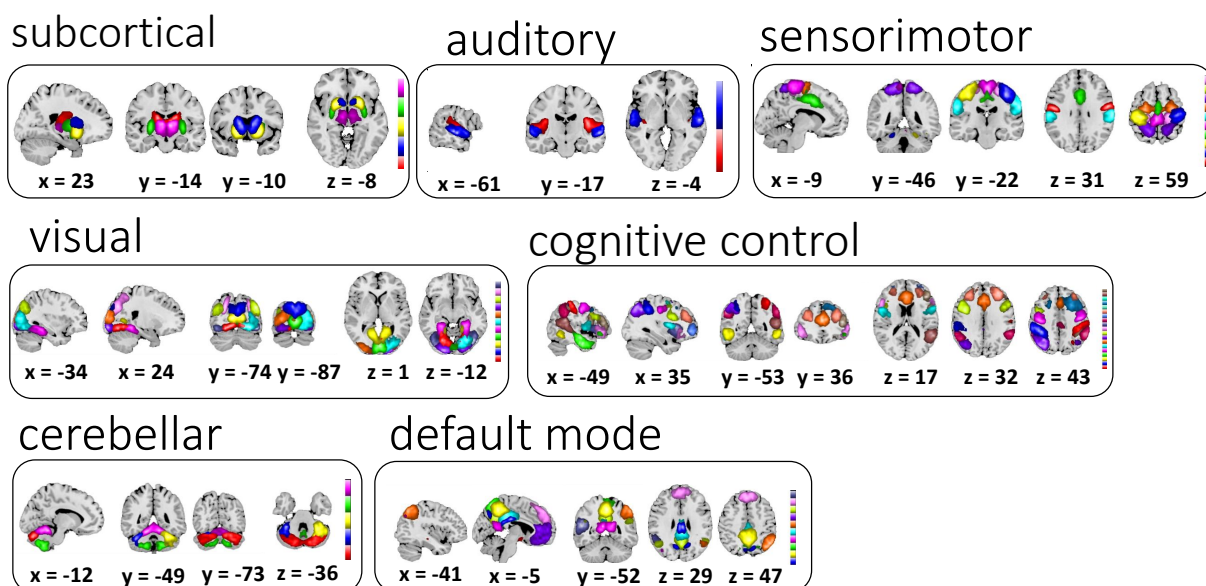 subcortical
x = 23 y = -14 y = -10 z = -8
auditory
x = -61 y = -17 z = -4
sensorimotor
x = -9 y = -46 y = -22 z = 31 z = 59
visual
x = -34 x = 24 y = -74 y = -87 z = 1 z = -12
cognitive control
x = -49 x = 35 y = -53 y = 36 z = 17 z = 32 z = 43
cerebellar
x = -12 y = -49 y = -73 z = -36
default mode
x = -41 x = -5 y = -52 z = 29 z = 47